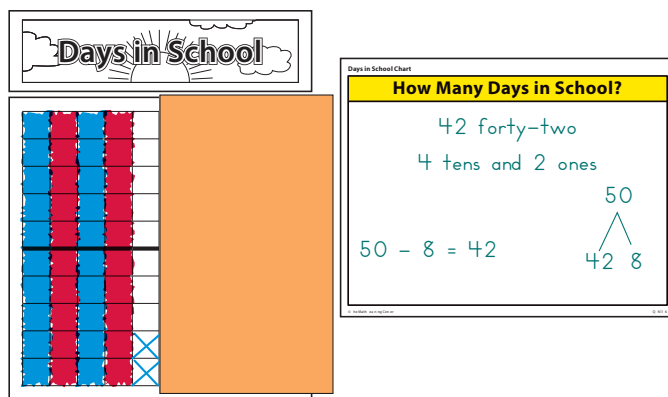 Days in School
Days in School Chart
How Many Days in School?
42 forty-two
4 tens and 2 ones
50
50 - 8 = 42
42 8